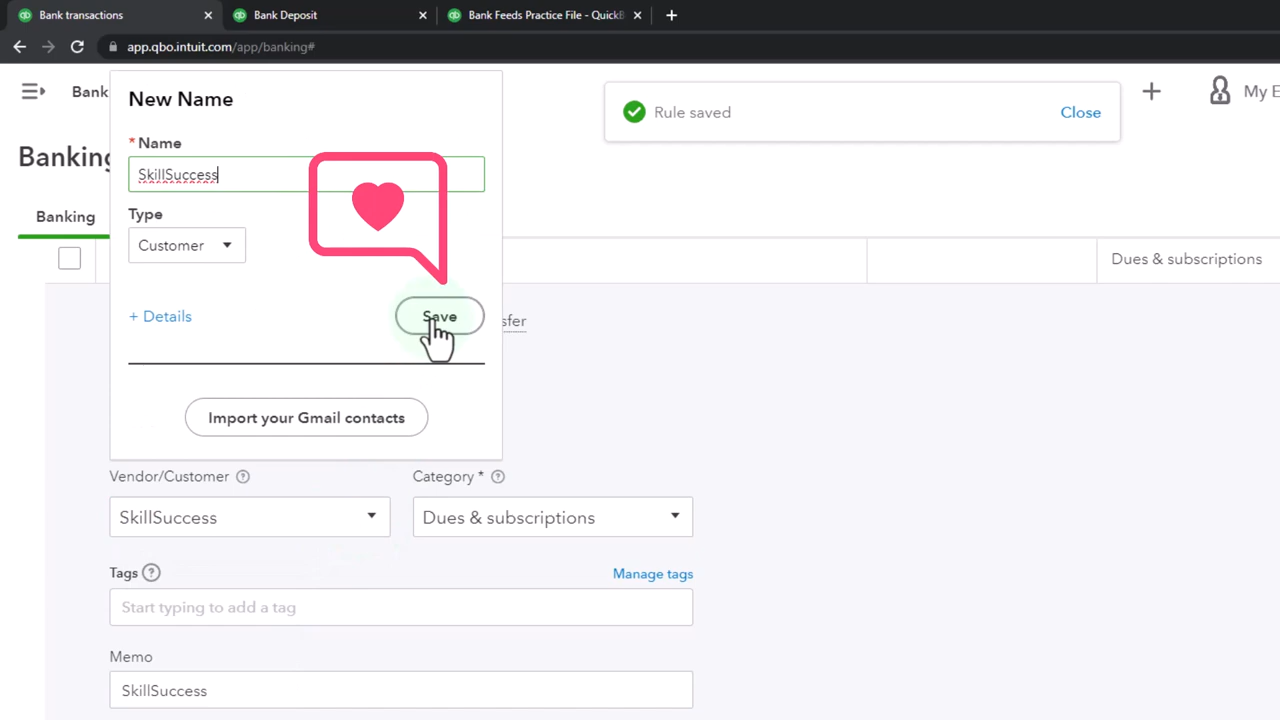 Bank transactions
Bank Deposit
Bank Feeds Practice File - QuickB
app.qbo.intuit.com/app/banking#
Bank
My E
New Name
Rule saved
Close
* Name
Banking
SkillSuccess
Type
Banking
Customer
Dues & subscriptions
+ Details
Save
sfer
Import your Gmail contacts
Vendor/Customer ?
Category * ?
SkillSuccess
Dues & subscriptions
Tags ?
Manage tags
Start typing to add a tag
Memo
SkillSuccess